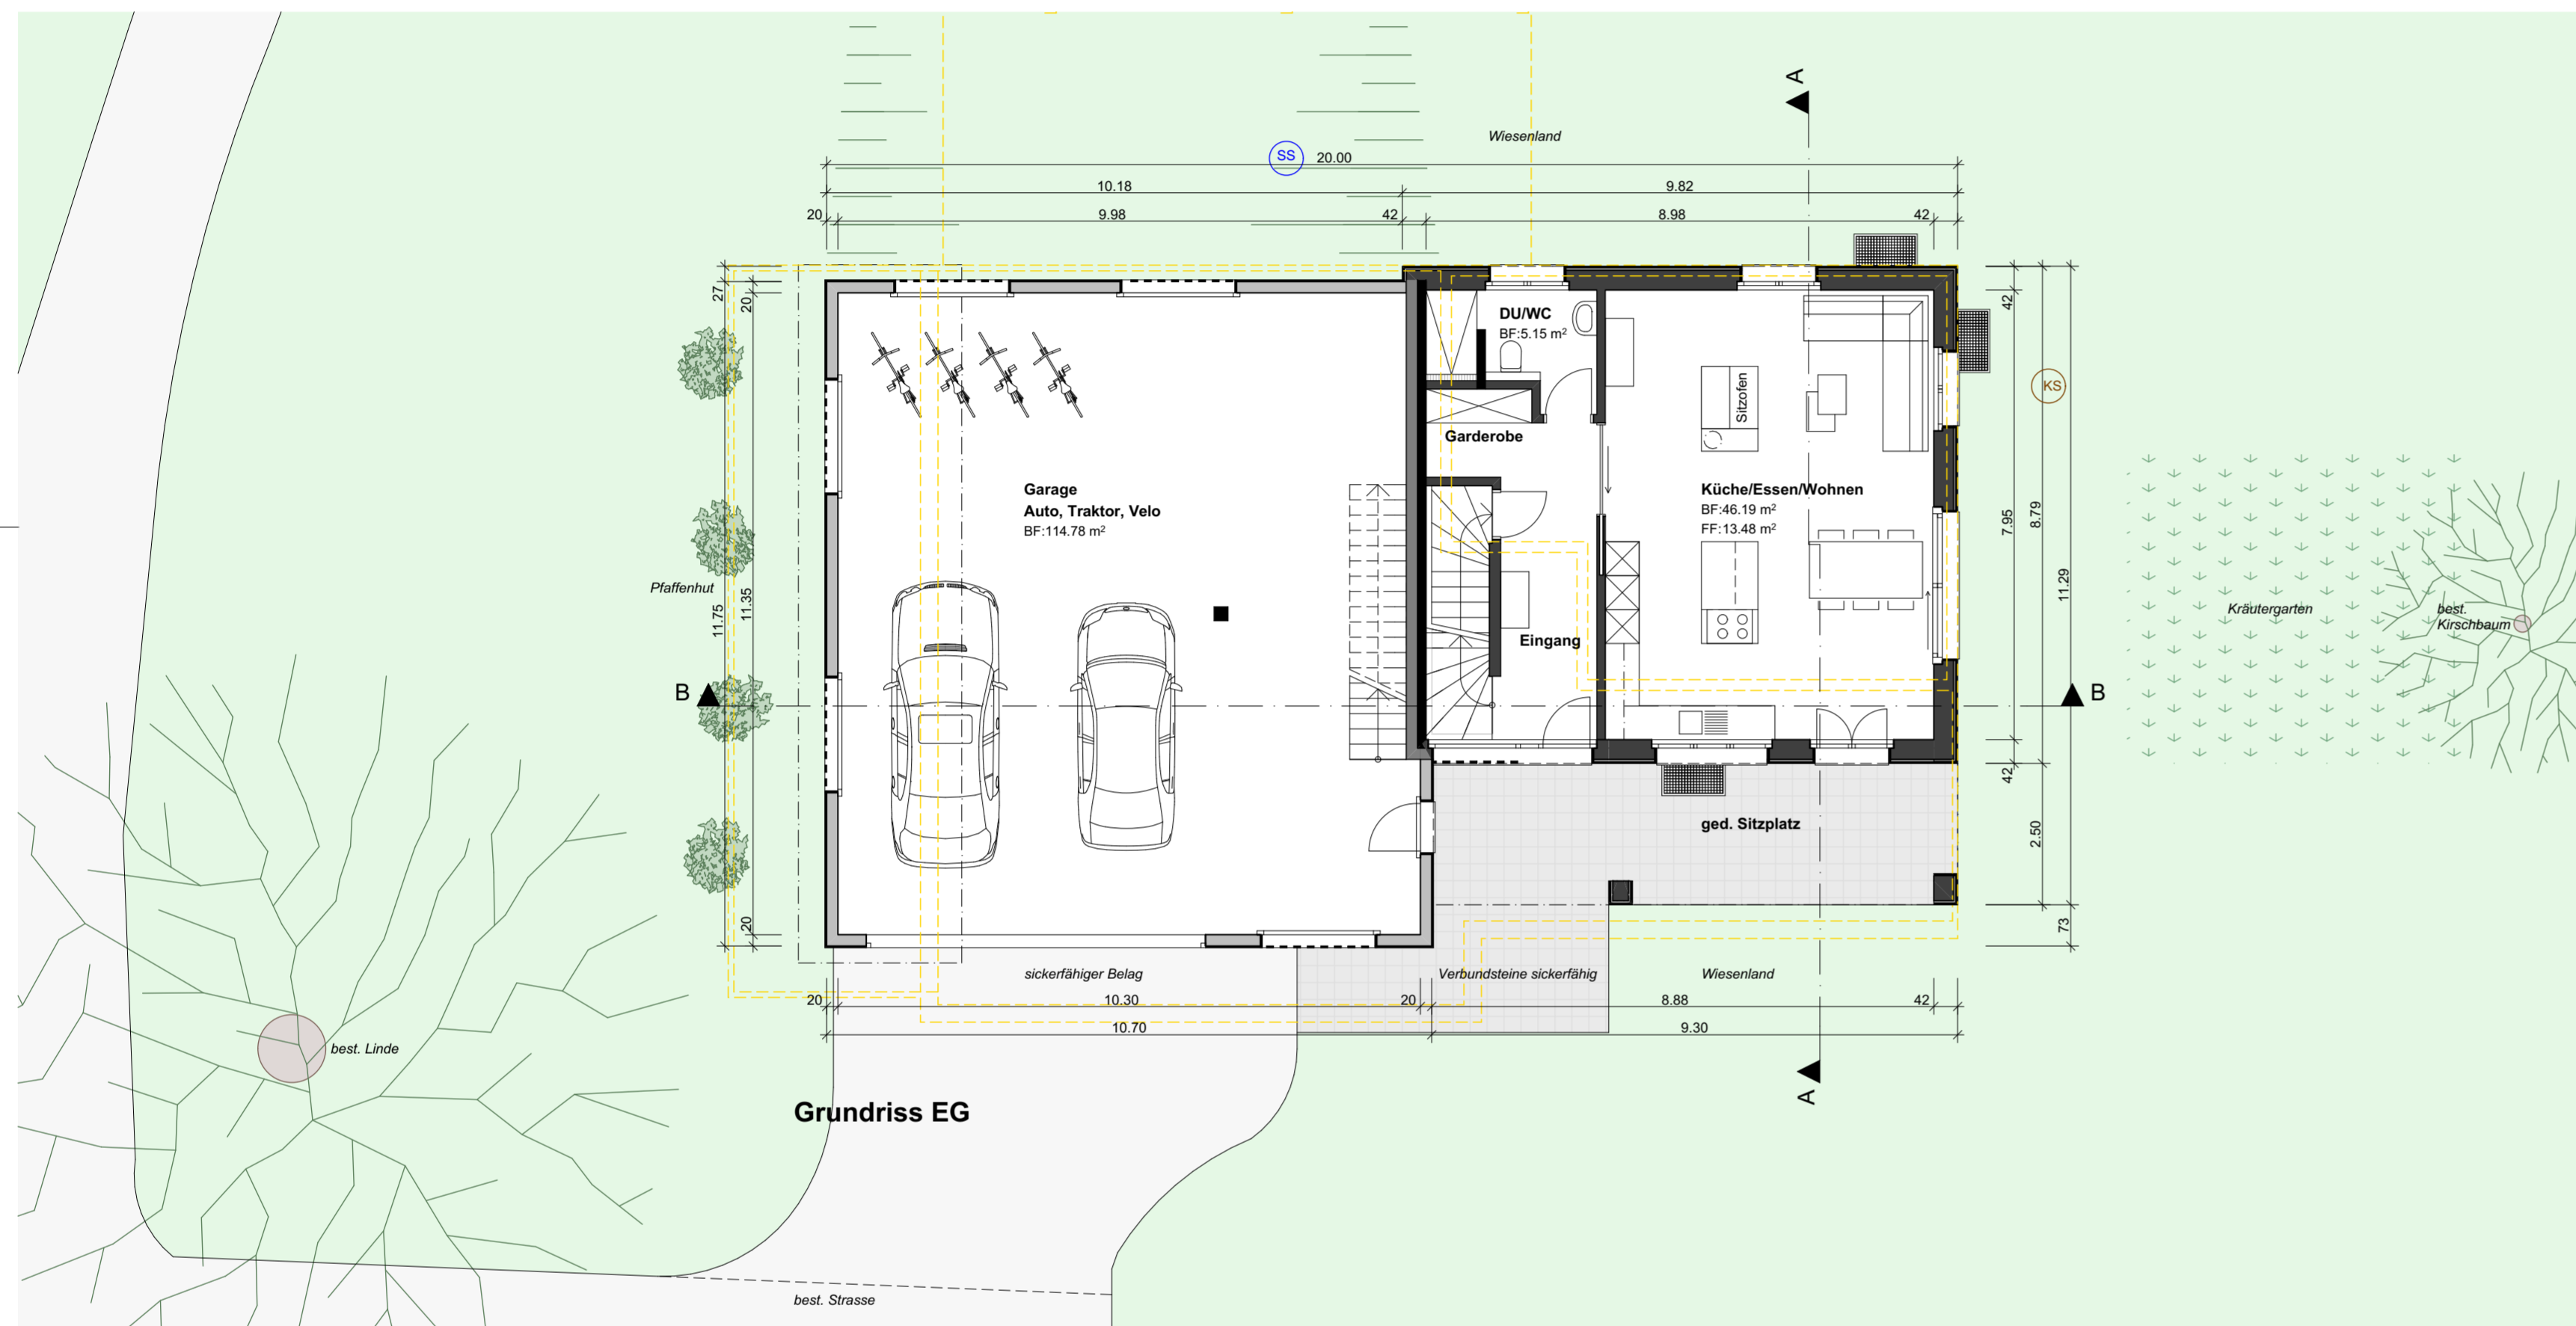 A
Wiesenland
SS
20.00
10.18
9.82
20
9.98
42
8.98
42
27
20
42
DU/WC
BF:5.15 m²
Sitzofen
KS
Garderobe
Garage
Auto, Traktor, Velo
BF:114.78 m²
Küche/Essen/Wohnen
BF:46.19 m²
FF:13.48 m²
7.95
8.79
11.29
Pfaffenhut
11.75
11.35
Eingang
Kräutergarten
best.
Kirschbaum
B
B
42
ged. Sitzplatz
2.50
20
73
sickerfähiger Belag
Verbundsteine sickerfähig
Wiesenland
20
10.30
20
8.88
42
10.70
9.30
best. Linde
A
Grundriss EG
best. Strasse